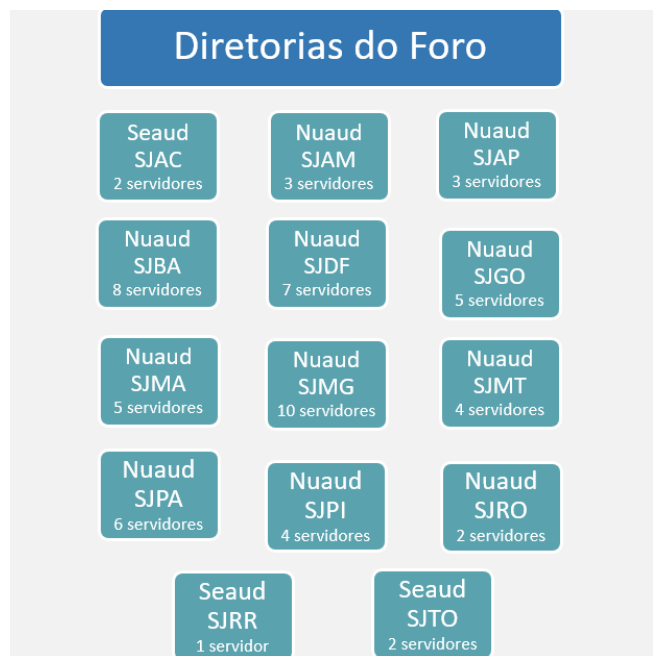 Diretorias do Foro
Seaud
SJAC
2 servidores
Nuaud
SJAM
3 servidores
Nuaud
SJAP
3 servidores
Nuaud
SJBA
8 servidores
Nuaud
SJDF
7 servidores
Nuaud
SJGO
5 servidores
Nuaud
SJMA
5 servidores
Nuaud
SJMG
10 servidores
Nuaud
SJMT
4 servidores
Nuaud
SJPA
6 servidores
Nuaud
SJPI
4 servidores
Nuaud
SJRO
2 servidores
Seaud
SJRR
1 servidor
Seaud
SJTO
2 servidores